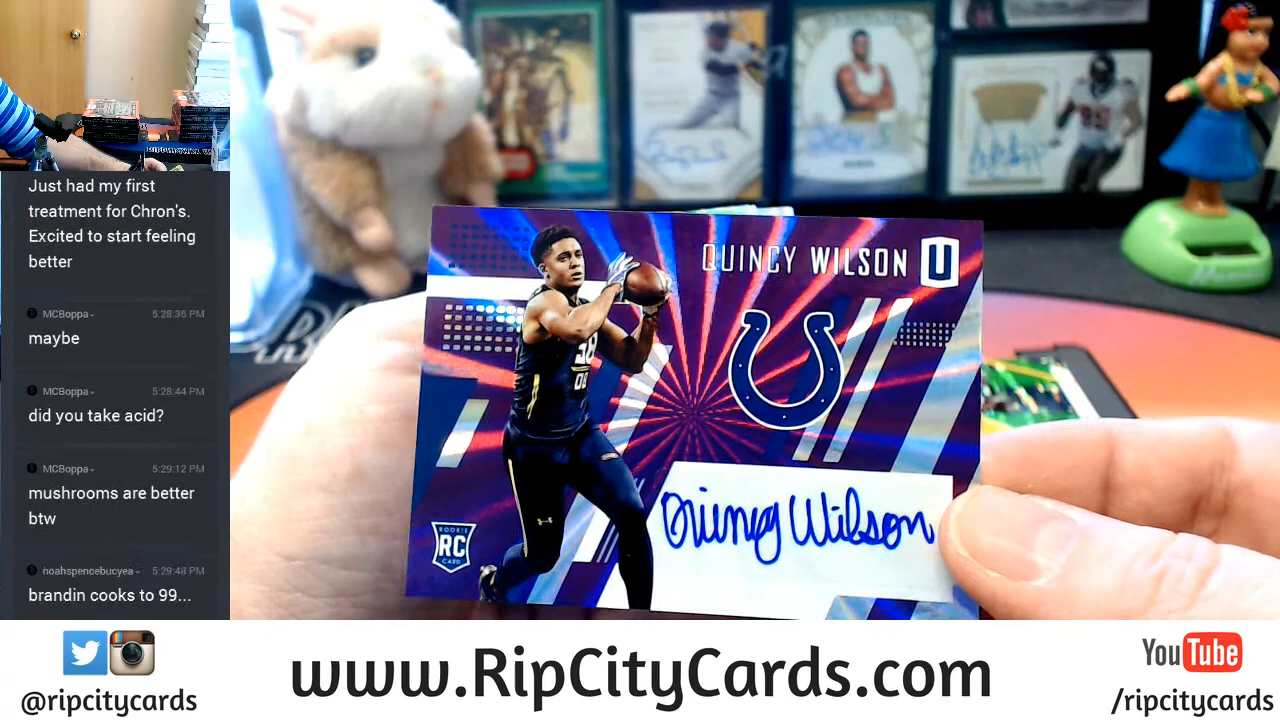 Just had my first
treatment for Chron's.
Excited to start feeling
better
MCBoppa
5:28:36 PM
maybe
MCBoppa
5:28:44 PM
did you take acid?
MCBoppa
5:29:12 PM
mushrooms are better
btw
noahspencebucyea
5:29:48 PM
brandin cooks to 99...
QUINCY WILSON U
38
ROOKIE
RC
CARD
Quincy Wilson
www.RipCityCards.com
@ripcitycards
YouTube
/ripcitycards